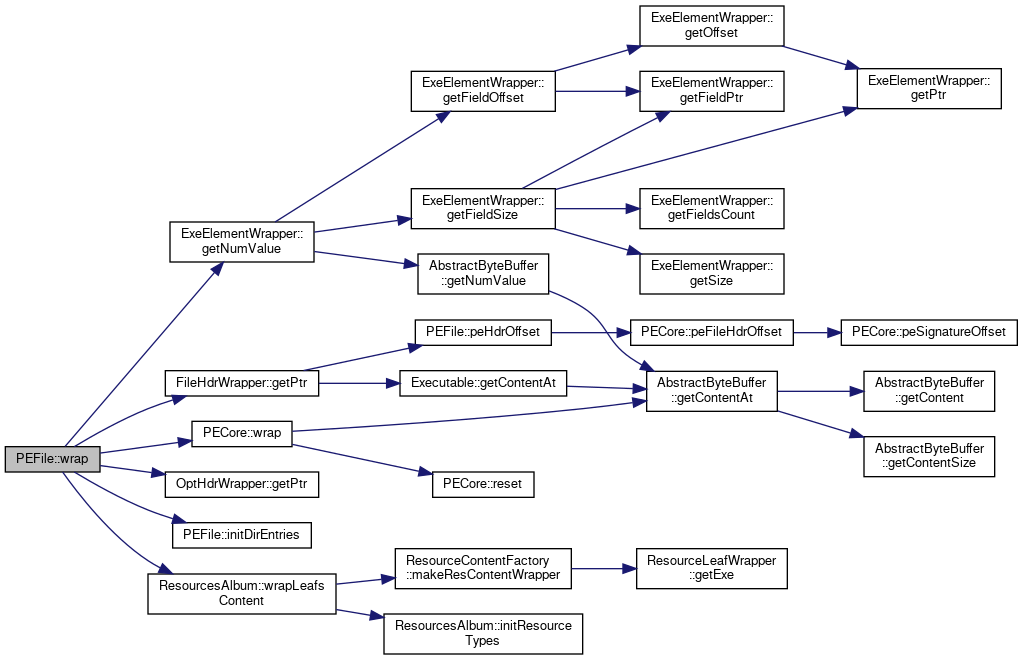 PEFile::wrap
ExeElementWrapper::
getNumValue
FileHdrWrapper::getPtr
PECore::wrap
OptHdrWrapper::getPtr
PEFile::initDirEntries
ResourcesAlbum::wrapLeafs
Content
ExeElementWrapper::
getFieldOffset
ExeElementWrapper::
getFieldSize
AbstractByteBuffer
::getNumValue
PEFile::peHdrOffset
Executable::getContentAt
PECore::reset
ResourceContentFactory
::makeResContentWrapper
ResourcesAlbum::initResource
Types
ExeElementWrapper::
getOffset
ExeElementWrapper::
getFieldPtr
ExeElementWrapper::
getFieldsCount
ExeElementWrapper::
getSize
PECore::peFileHdrOffset
AbstractByteBuffer
::getContentAt
ResourceLeafWrapper
::getExe
ExeElementWrapper::
getPtr
PECore::peSignatureOffset
AbstractByteBuffer
::getContent
AbstractByteBuffer
::getContentSize